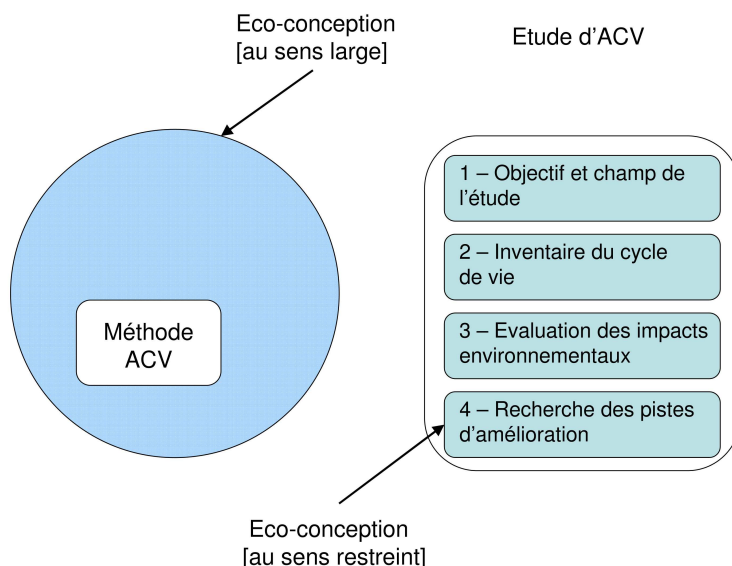 Eco-conception
[au sens large]
Etude d'ACV
1 – Objectif et champ de
l'étude
2 – Inventaire du cycle
de vie
Méthode
ACV
3 – Evaluation des impacts
environnementaux
4 – Recherche des pistes
d'amélioration
Eco-conception
[au sens restreint]